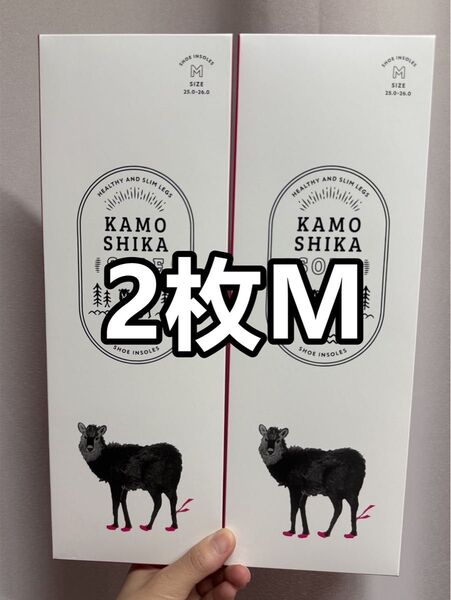 SHOE INSOLES
M
SIZE
25.0-26.0
HEALTHY AND SLIM LEGS
KAMO
SHIKA
SHOE INSOLES
SHOE INSOLES
M
SIZE
25.0-26.0
HEALTHY AND SLIM LEGS
KAMO
SHIKA
SHOE INSOLES
2枚M